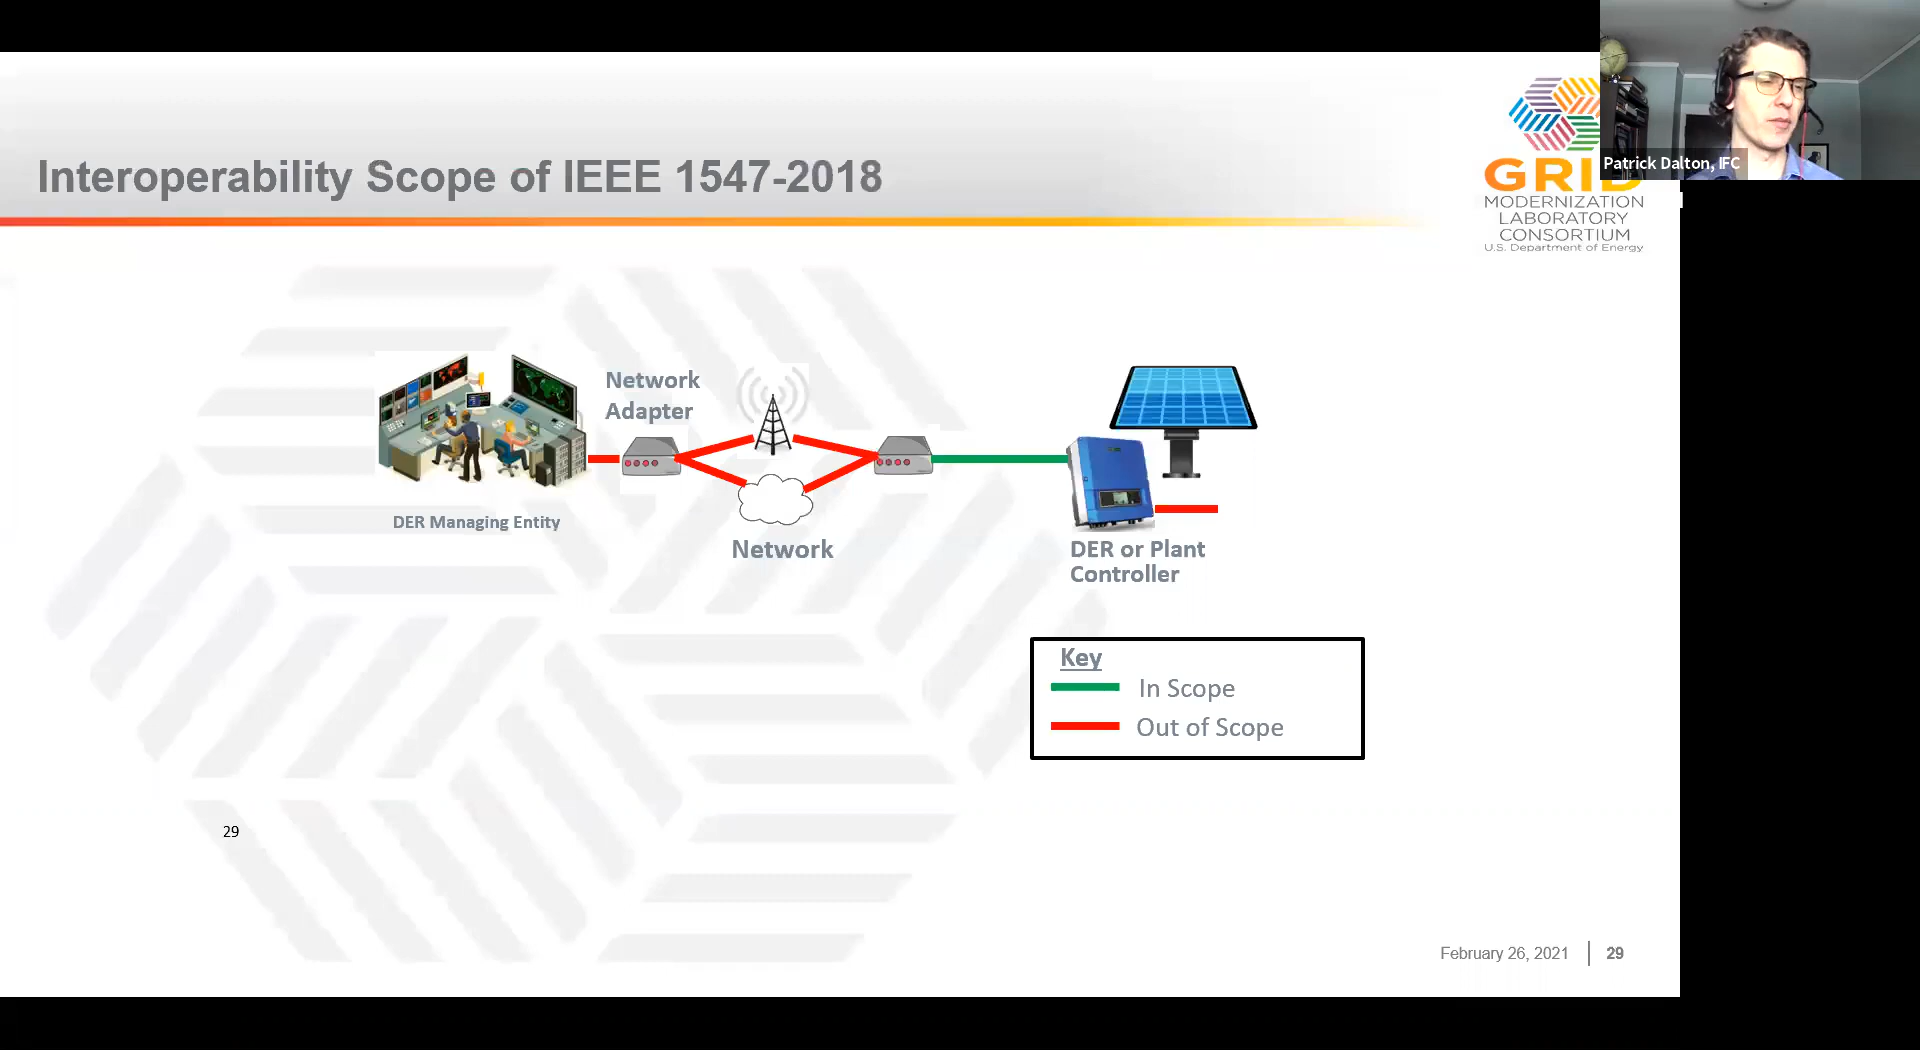 Interoperability Scope of IEEE 1547-2018
GRID
MODERNIZATION
LABORATORY
CONSORTIUM
U.S. Department of Energy
Patrick Dalton, IFC
Network
Adapter
DER Managing Entity
Network
DER or Plant
Controller
Key
In Scope
Out of Scope
29
February 26, 2021
29